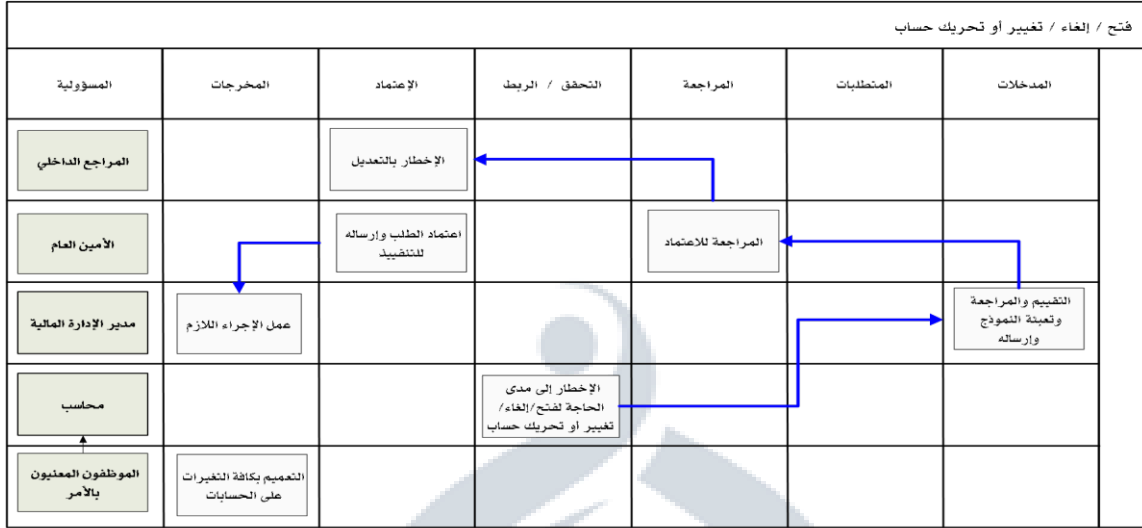 فتح / إلغاء / تغيير أو تحريك حساب
المدخلات
المتطلبات
المراجعة
التحقق / الربط
الإعتماد
المخرجات
المسؤولية
الإخطار بالتعديل
المراجع الداخلي
المراجعة للاعتماد
اعتماد الطلب وإرساله
للتنفييذ
الأمين العام
التقييم والمراجعة
وتعبئة النموذج
وإرساله
عمل الإجراء اللازم
مدير الإدارة المالية
الإخطار إلى مدى
الحاجة لفتح/إلغاء/
تغيير أو تحريك حساب
محاسب
التعميم بكافة التغيرات
على الحسابات
الموظفون المعنيون
بالأمر